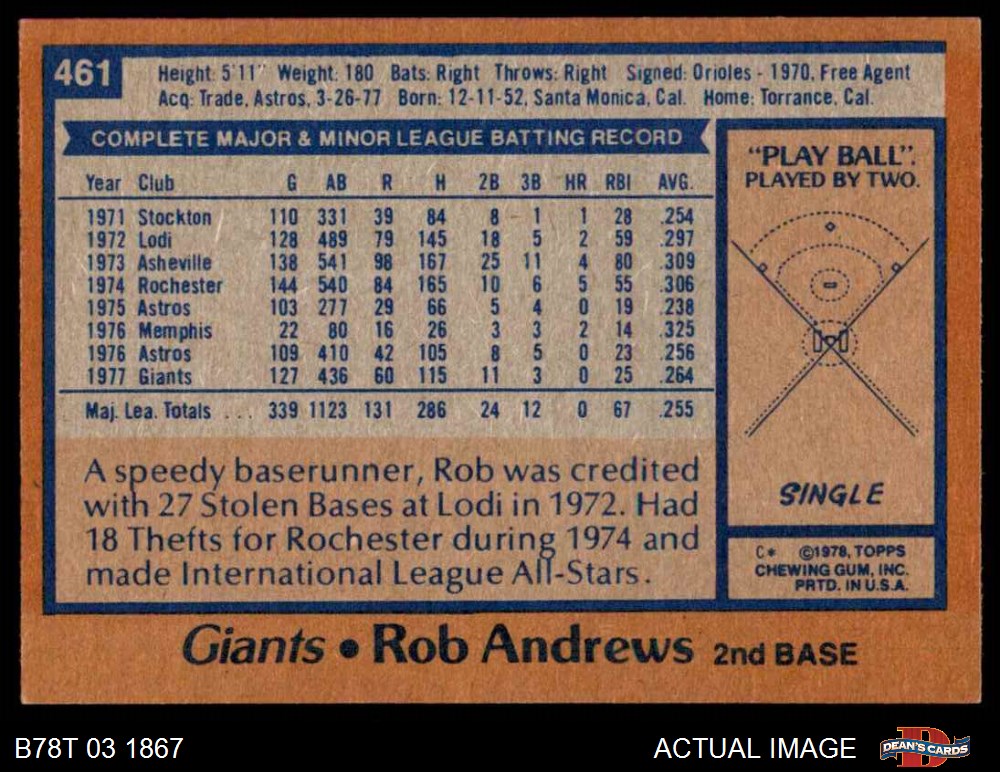 461
Height: 5'11" Weight: 180 Bats: Right Throws: Right Signed: Orioles - 1970, Free Agent
Acq: Trade, Astros, 3-26-77 Born: 12-11-52, Santa Monica, Cal. Home: Torrance, Cal.
COMPLETE MAJOR & MINOR LEAGUE BATTING RECORD
Year Club G AB R H 2B 3B HR RBI AVG.
1971 Stockton 110 331 39 84 8 1 1 28 .254
1972 Lodi 128 489 79 145 18 5 2 59 .297
1973 Asheville 138 541 98 167 25 11 4 80 .309
1974 Rochester 144 540 84 165 10 6 5 55 .306
1975 Astros 103 277 29 66 5 4 0 19 .238
1976 Memphis 22 80 16 26 3 3 2 14 .325
1976 Astros 109 410 42 105 8 5 0 23 .256
1977 Giants 127 436 60 115 11 3 0 25 .264
Maj. Lea. Totals ... 339 1123 131 286 24 12 0 67 .255
A speedy baserunner, Rob was credited
with 27 Stolen Bases at Lodi in 1972. Had
18 Thefts for Rochester during 1974 and
made International League All-Stars.
"PLAY BALL".
PLAYED BY TWO.
SINGLE
C* ©1978, TOPPS
CHEWING GUM, INC.
PRTD. IN U.S.A.
Giants • Rob Andrews 2nd BASE
B78T 03 1867
ACTUAL IMAGE
D
DEAN'S CARDS